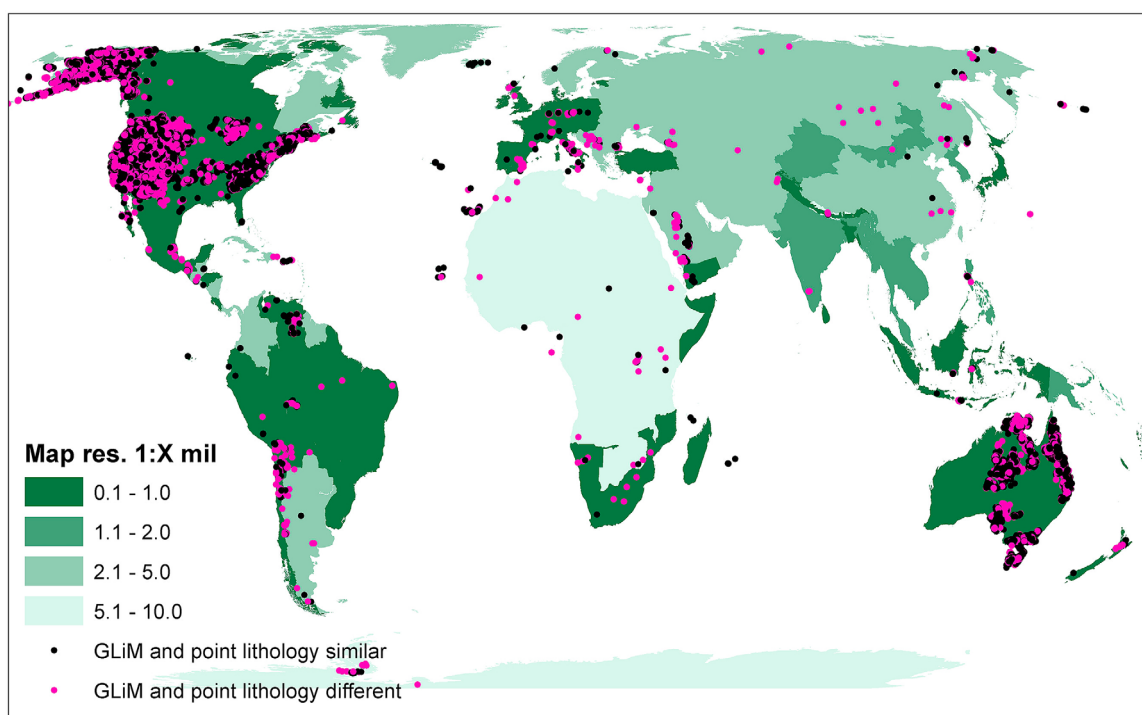 Map res. 1:X mil
0.1 - 1.0
1.1 - 2.0
2.1 - 5.0
5.1 - 10.0
GLiM and point lithology similar
GLiM and point lithology different